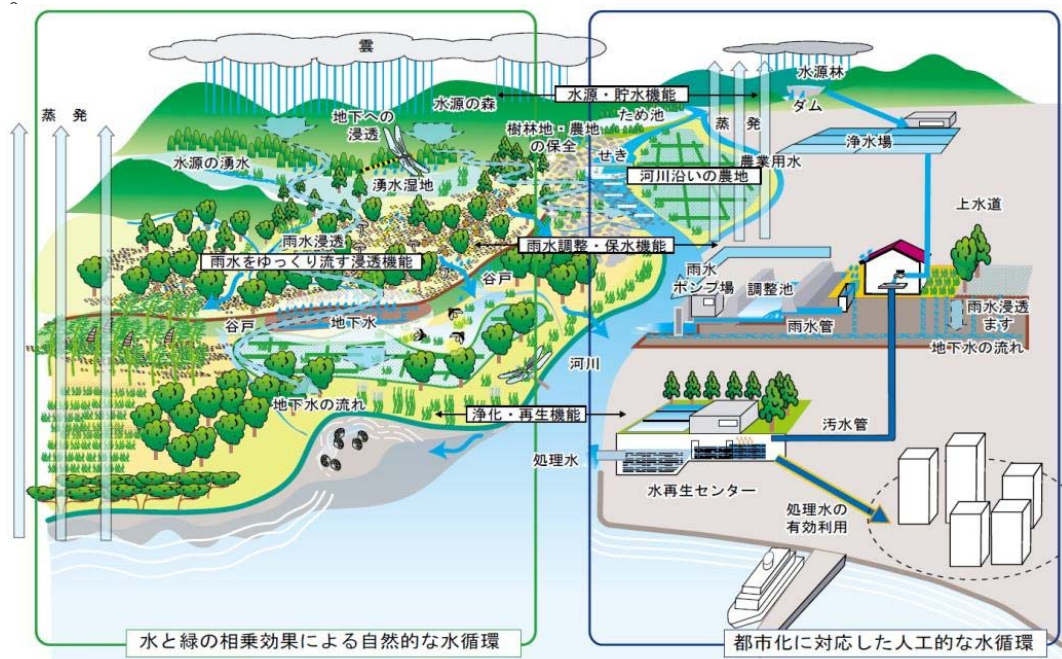 雲
水源の森
地下への
浸透
水源の湧水
湧水湿地
蒸発
樹林地・農地
の保全
ため池
せき
水源・貯水機能
水源林
ダム
蒸発
浄水場
農業用水
河川沿いの農地
上水道
雨水浸透
雨水をゆっくり流す浸透機能
雨水調整・保水機能
谷戸
谷戸
地下水
雨水
ポンプ場
調整池
雨水管
雨水浸透
ます
地下水の流れ
河川
地下水の流れ
浄化・再生機能
汚水管
処理水
水再生センター
処理水の
有効利用
水と緑の相乗効果による自然的な水循環
都市化に対応した人工的な水循環